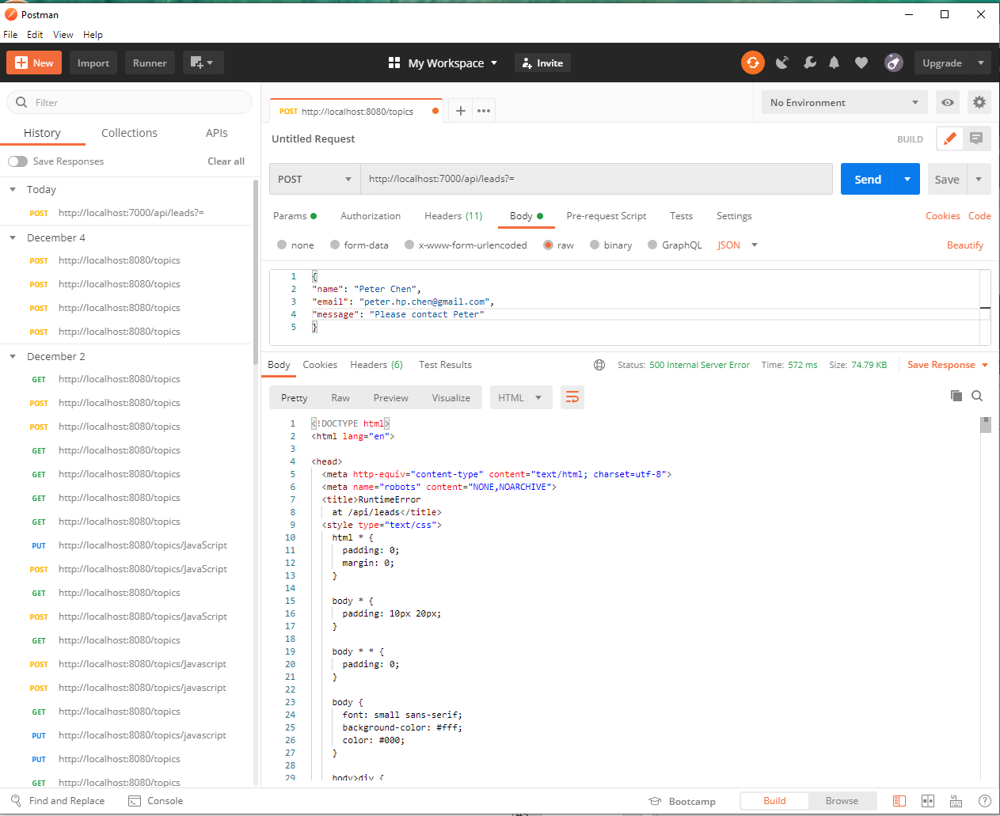 Postman
File Edit View Help
New Import Runner My Workspace Invite Upgrade
Filter
History Collections APIs
Save Responses Clear all
Today
POST http://localhost:7000/api/leads?=
December 4
POST http://localhost:8080/topics
POST http://localhost:8080/topics
POST http://localhost:8080/topics
POST http://localhost:8080/topics
December 2
GET http://localhost:8080/topics
POST http://localhost:8080/topics
POST http://localhost:8080/topics
GET http://localhost:8080/topics
GET http://localhost:8080/topics
GET http://localhost:8080/topics
GET http://localhost:8080/topics
PUT http://localhost:8080/topics/JavaScript
POST http://localhost:8080/topics/JavaScript
GET http://localhost:8080/topics
POST http://localhost:8080/topics/JavaScript
GET http://localhost:8080/topics
POST http://localhost:8080/topics/Javascript
POST http://localhost:8080/topics/javascript
GET http://localhost:8080/topics
PUT http://localhost:8080/topics/javascript
PUT http://localhost:8080/topics
GET http://localhost:8080/topics
POST http://localhost:8080/topics
No Environment
Untitled Request BUILD
POST http://localhost:7000/api/leads?= Send Save
Params Authorization Headers (11) Body Pre-request Script Tests Settings Cookies Code
none form-data x-www-form-urlencoded raw binary GraphQL JSON Beautify
1 {
2 "name": "Peter Chen",
3 "email": "peter.hp.chen@gmail.com",
4 "message": "Please contact Peter"
5 }
Body Cookies Headers (6) Test Results Status: 500 Internal Server Error Time: 572 ms Size: 74.79 KB Save Response
Pretty Raw Preview Visualize HTML
1 <!DOCTYPE html>
2 <html lang="en">
3
4 <head>
5 <meta http-equiv="content-type" content="text/html; charset=utf-8">
6 <meta name="robots" content="NONE,NOARCHIVE">
7 <title>RuntimeError
8 at /api/leads</title>
9 <style type="text/css">
10 html * {
11 padding: 0;
12 margin: 0;
13 }
14
15 body * {
16 padding: 10px 20px;
17 }
18
19 body * * {
20 padding: 0;
21 }
22
23 body {
24 font: small sans-serif;
25 background-color: #fff;
26 color: #000;
27 }
28
29 body>div {
Find and Replace Console Bootcamp Build Browse